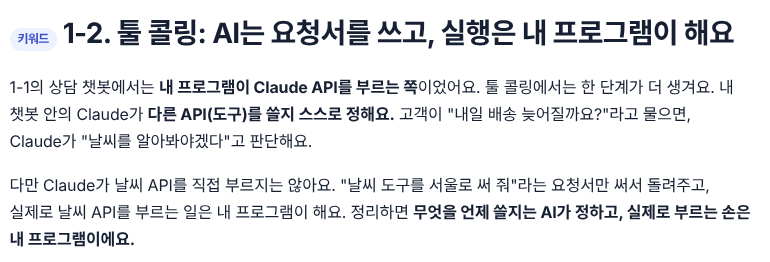 키워드 1-2. 툴 콜링: AI는 요청서를 쓰고, 실행은 내 프로그램이 해요
1-1의 상담 챗봇에서는 내 프로그램이 Claude API를 부르는 쪽이었어요. 툴 콜링에서는 한 단계가 더 생겨요. 내
챗봇 안의 Claude가 다른 API(도구)를 쓸지 스스로 정해요. 고객이 "내일 배송 늦어질까요?"라고 물으면,
Claude가 "날씨를 알아봐야겠다"고 판단해요.
다만 Claude가 날씨 API를 직접 부르지는 않아요. "날씨 도구를 서울로 써 줘"라는 요청서만 써서 돌려주고,
실제로 날씨 API를 부르는 일은 내 프로그램이 해요. 정리하면 무엇을 언제 쓸지는 AI가 정하고, 실제로 부르는 손은
내 프로그램이에요.